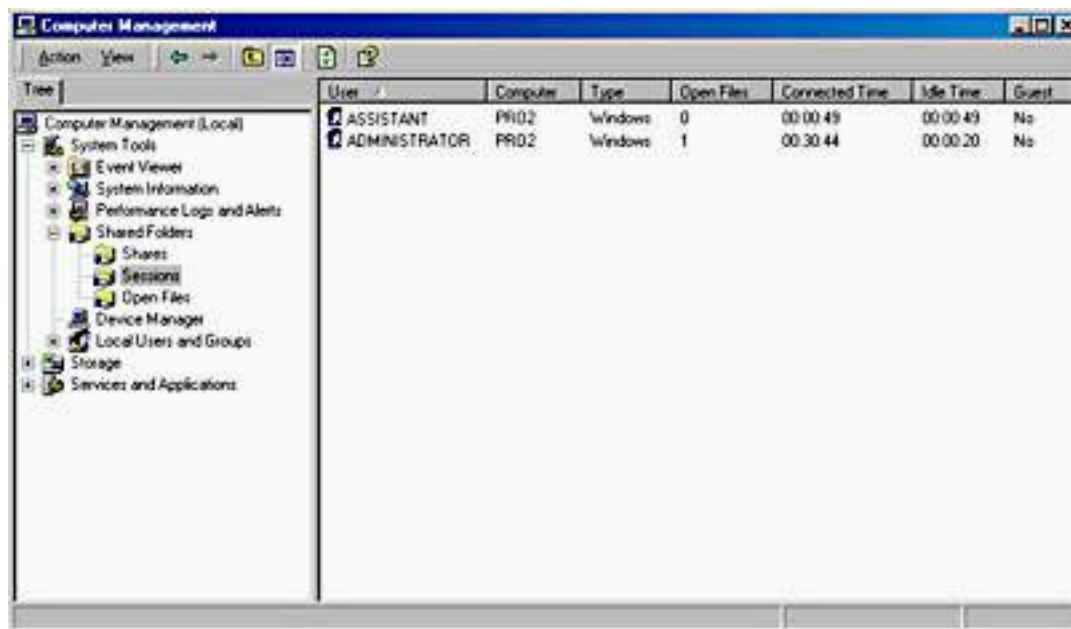 Computer Management
Action View
Tree
Computer Management (Local)
System Tools
Event Viewer
System Information
Performance Logs and Alerts
Shared Folders
Shares
Sessions
Open Files
Device Manager
Local Users and Groups
Storage
Services and Applications
User Computer Type Open Files Connected Time Idle Time Guest
ASSISTANT PRO2 Windows 0 00:00:49 00:00:49 No
ADMINISTRATOR PRO2 Windows 1 00:30:44 00:00:20 No